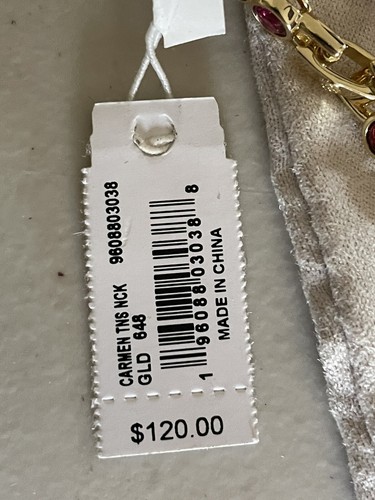 CARMEN TNS NCK 9608803038
GLD 648
1 96088 03038 8
MADE IN CHINA
$120.00